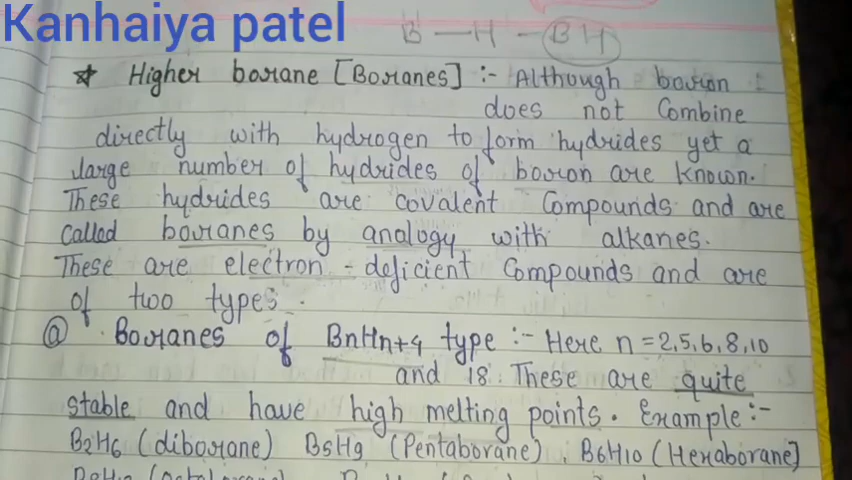 Kanhaiya patel
B-H-BH
* Higher borane [Boranes] :- Although boron
does not Combine
directly with hydrogen to form hydrides yet a
large number of hydrides of boron are known.
These hydrides are covalent Compounds and are
Called boranes by analogy with alkanes.
These are electron-deficient Compounds and are
of two types.
ⓐ Boranes of BnHn+4 type :- Here n = 2,5,6,8,10
and 18. These are quite
stable and have high melting points. Example:-
B2H6 (diborane) B5H9 (Pentaborane), B6H10 (Hexaborane)